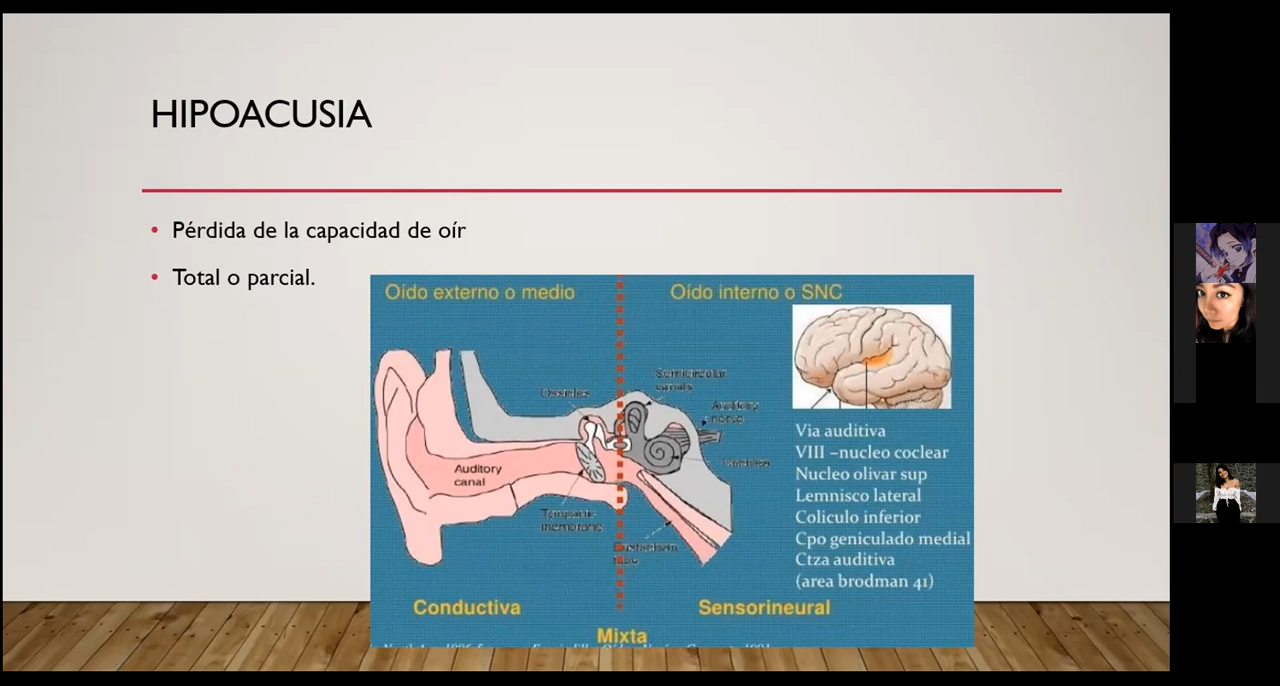 HIPOACUSIA
• Pérdida de la capacidad de oír
• Total o parcial.
Oído externo o medio
Oído interno o SNC
Ossicles
Semicircular
canals
Auditory
nerve
Cochlea
Auditory
canal
Tympanic
membrane
Eustachian
tube
Via auditiva
VIII –nucleo coclear
Nucleo olivar sup
Lemnisco lateral
Coliculo inferior
Cpo geniculado medial
Ctza auditiva
(area brodman 41)
Conductiva
Sensorineural
Mixta